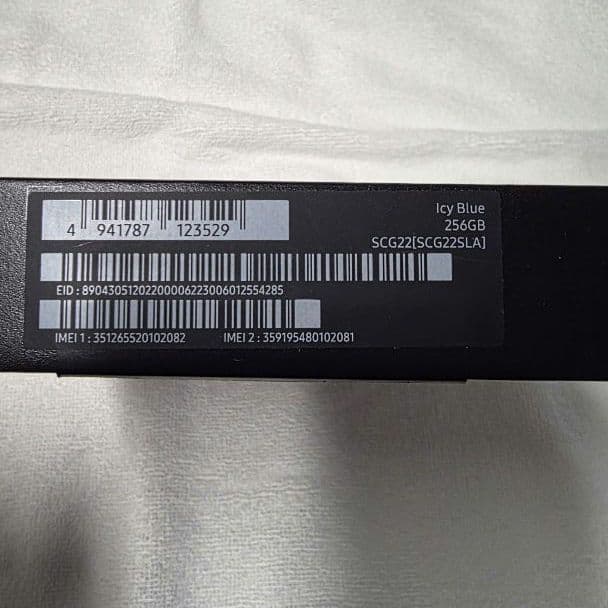 4 941787 123529
Icy Blue
256GB
SCG22[SCG22SLA]
EID : 89043051202200006223006012554285
IMEI 1 : 351265520102082 IMEI 2 : 359195480102081